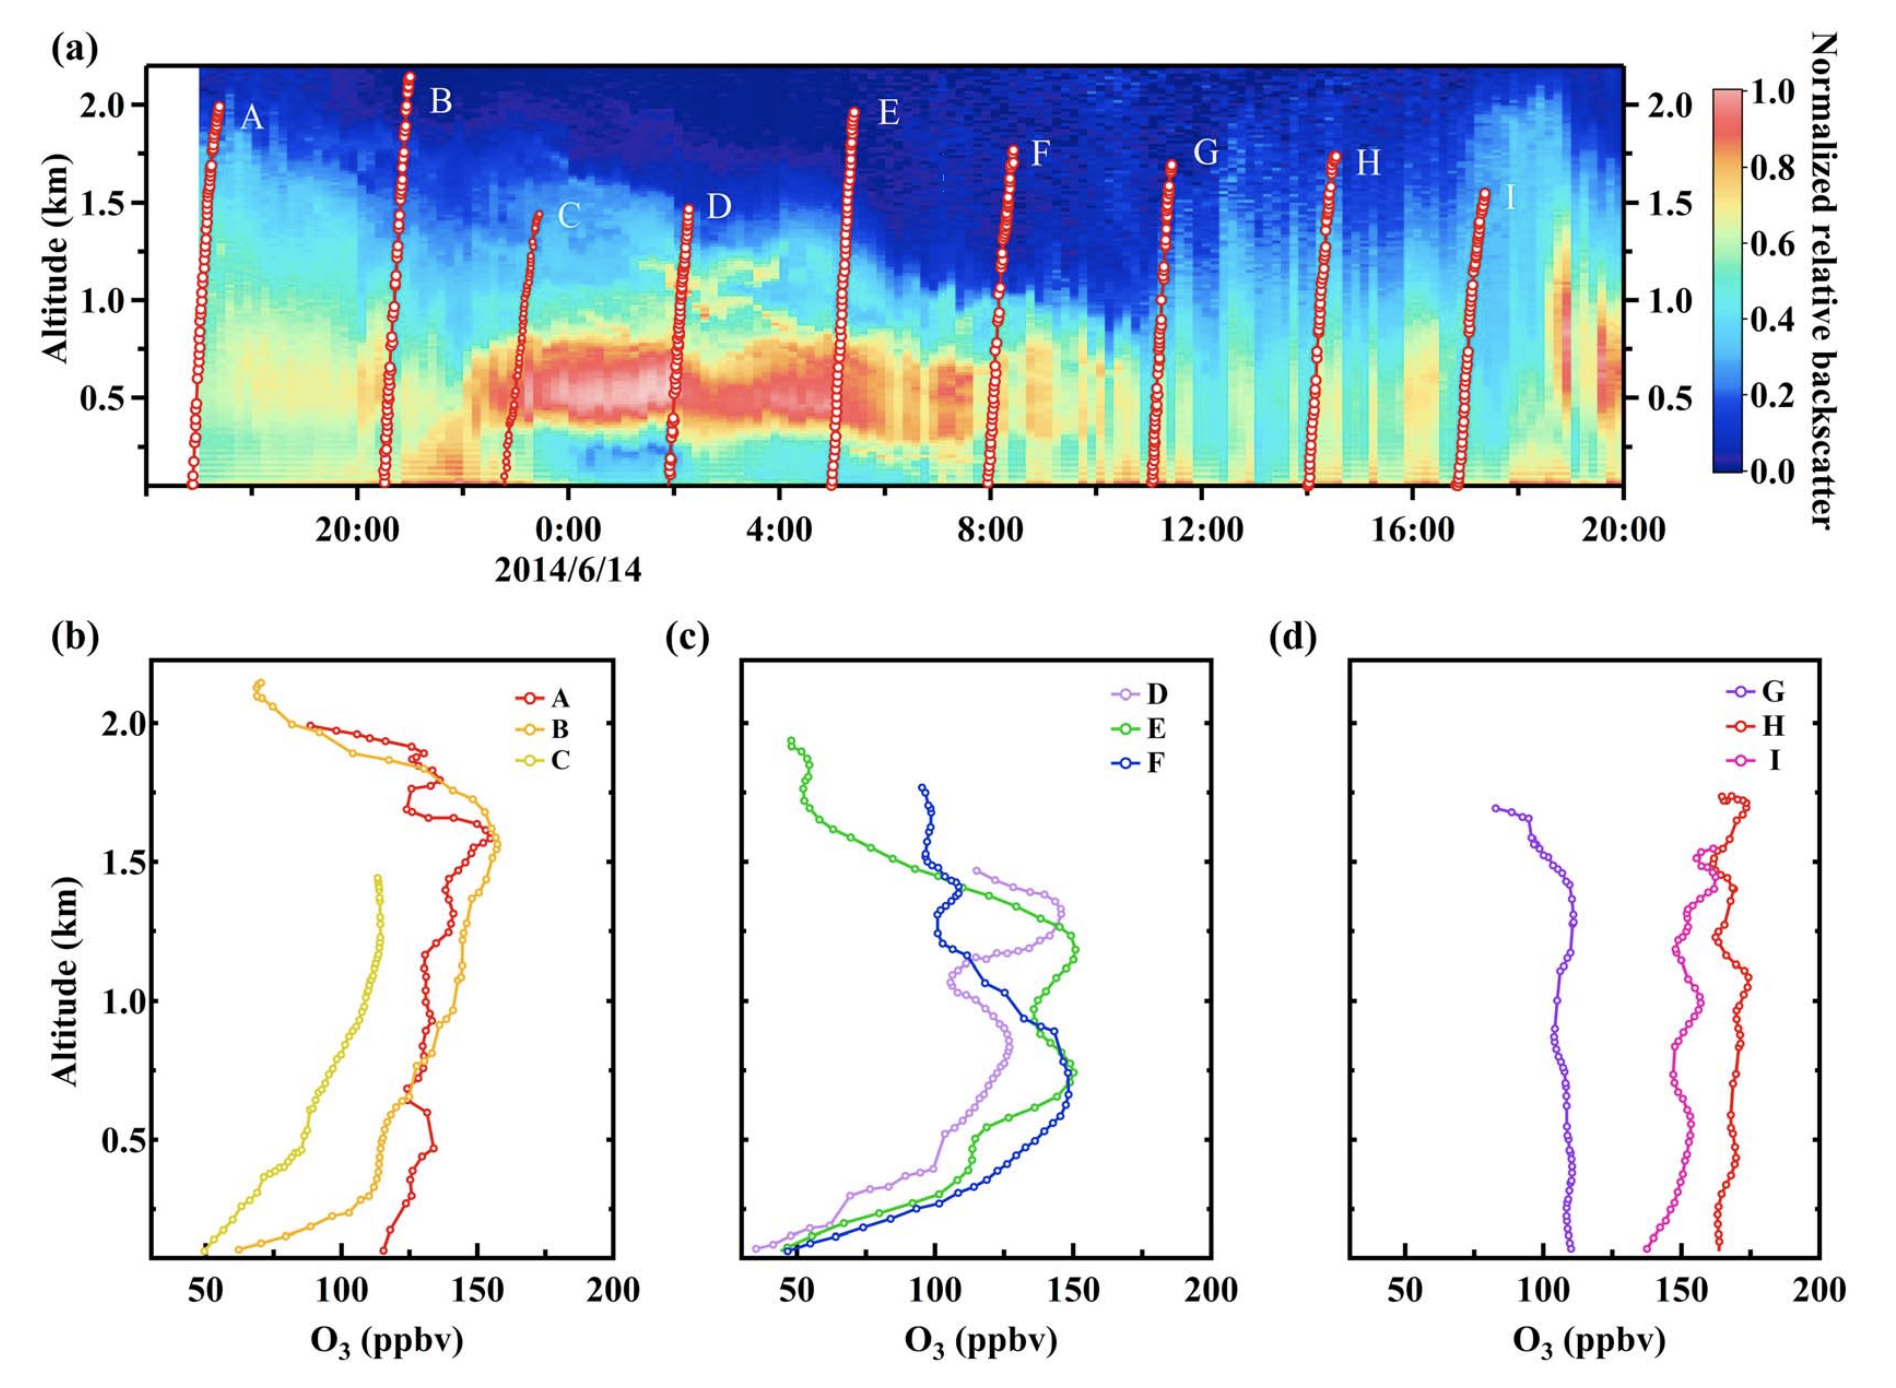 (a)
Altitude (km)
2.0
1.5
1.0
0.5
A
B
C
D
E
F
G
H
I
2.0
1.5
1.0
0.5
1.0
0.8
0.6
0.4
0.2
0.0
Normalized relative backscatter
20:00 0:00 4:00 8:00 12:00 16:00 20:00
2014/6/14
(b)
Altitude (km)
2.0
1.5
1.0
0.5
A
B
C
50 100 150 200
O₃ (ppbv)
(c)
D
E
F
50 100 150 200
O₃ (ppbv)
(d)
G
H
I
50 100 150 200
O₃ (ppbv)